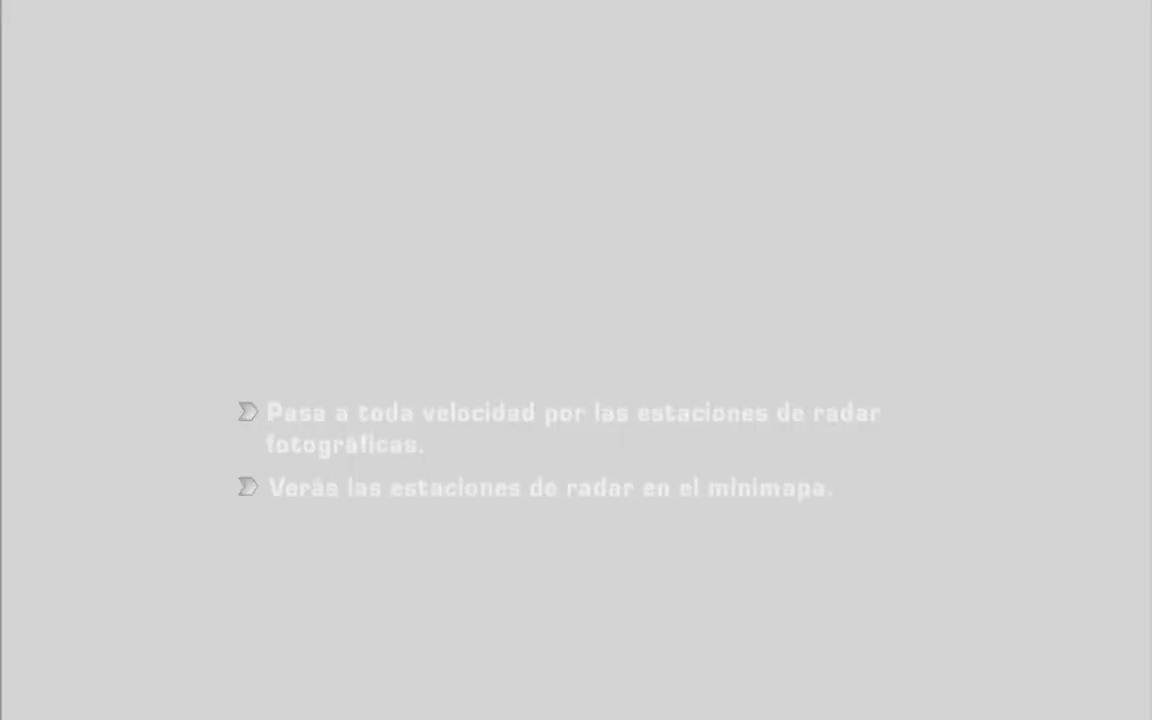 Pasa a toda velocidad por las estaciones de radar
fotográficas.
Verás las estaciones de radar en el minimapa.